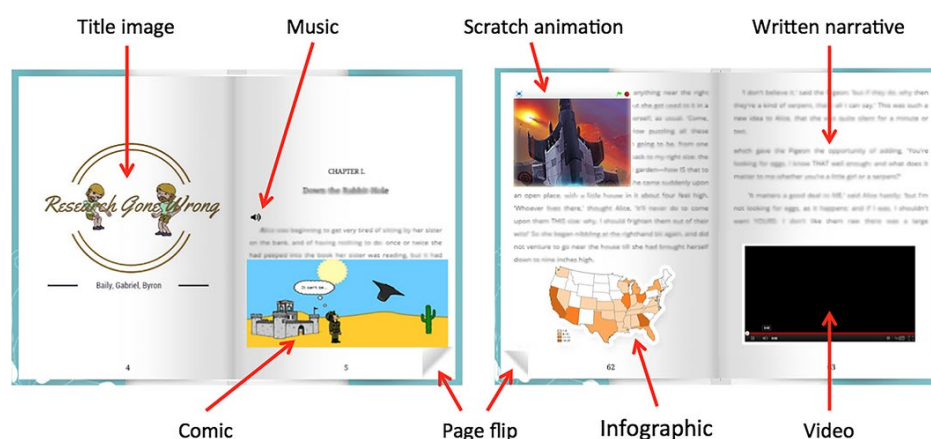 Title image
Music
Scratch animation
Written narrative
Research Gone Wrong
Baily, Gabriel, Byron
4
CHAPTER I.
Down the Rabbit-Hole
Alice was beginning to get very tired of sitting by her sister
on the bank, and of having nothing to do: once or twice she
had peeped into the book her sister was reading, but it had
It can't be...
5
anything near the right
but she got used to it in a
herself, as usual. 'Come,
how puzzling all these
going to be, from one
back to my right size: the
garden—how IS that to
she came suddenly upon
an open place, with a little house in it about four feet high.
'Whoever lives there,' thought Alice, 'it'll never do to come
upon them THIS size: why, I should frighten them out of their
wits!' So she began nibbling at the righthand bit again, and did
not venture to go near the house till she had brought herself
down to nine inches high.
62
'I don't believe it,' said the Pigeon; 'but if they do, why then
they're a kind of serpent, that's all I can say.' This was such a
new idea to Alice, that she was quite silent for a minute or
two,
which gave the Pigeon the opportunity of adding, 'You're
looking for eggs, I know THAT well enough; and what does it
matter to me whether you're a little girl or a serpent?'
'It matters a good deal to ME,' said Alice hastily; 'but I'm
not looking for eggs, as it happens; and if I was, I shouldn't
want YOURS: I don't like them raw.
63
Comic
Page flip
Infographic
Video